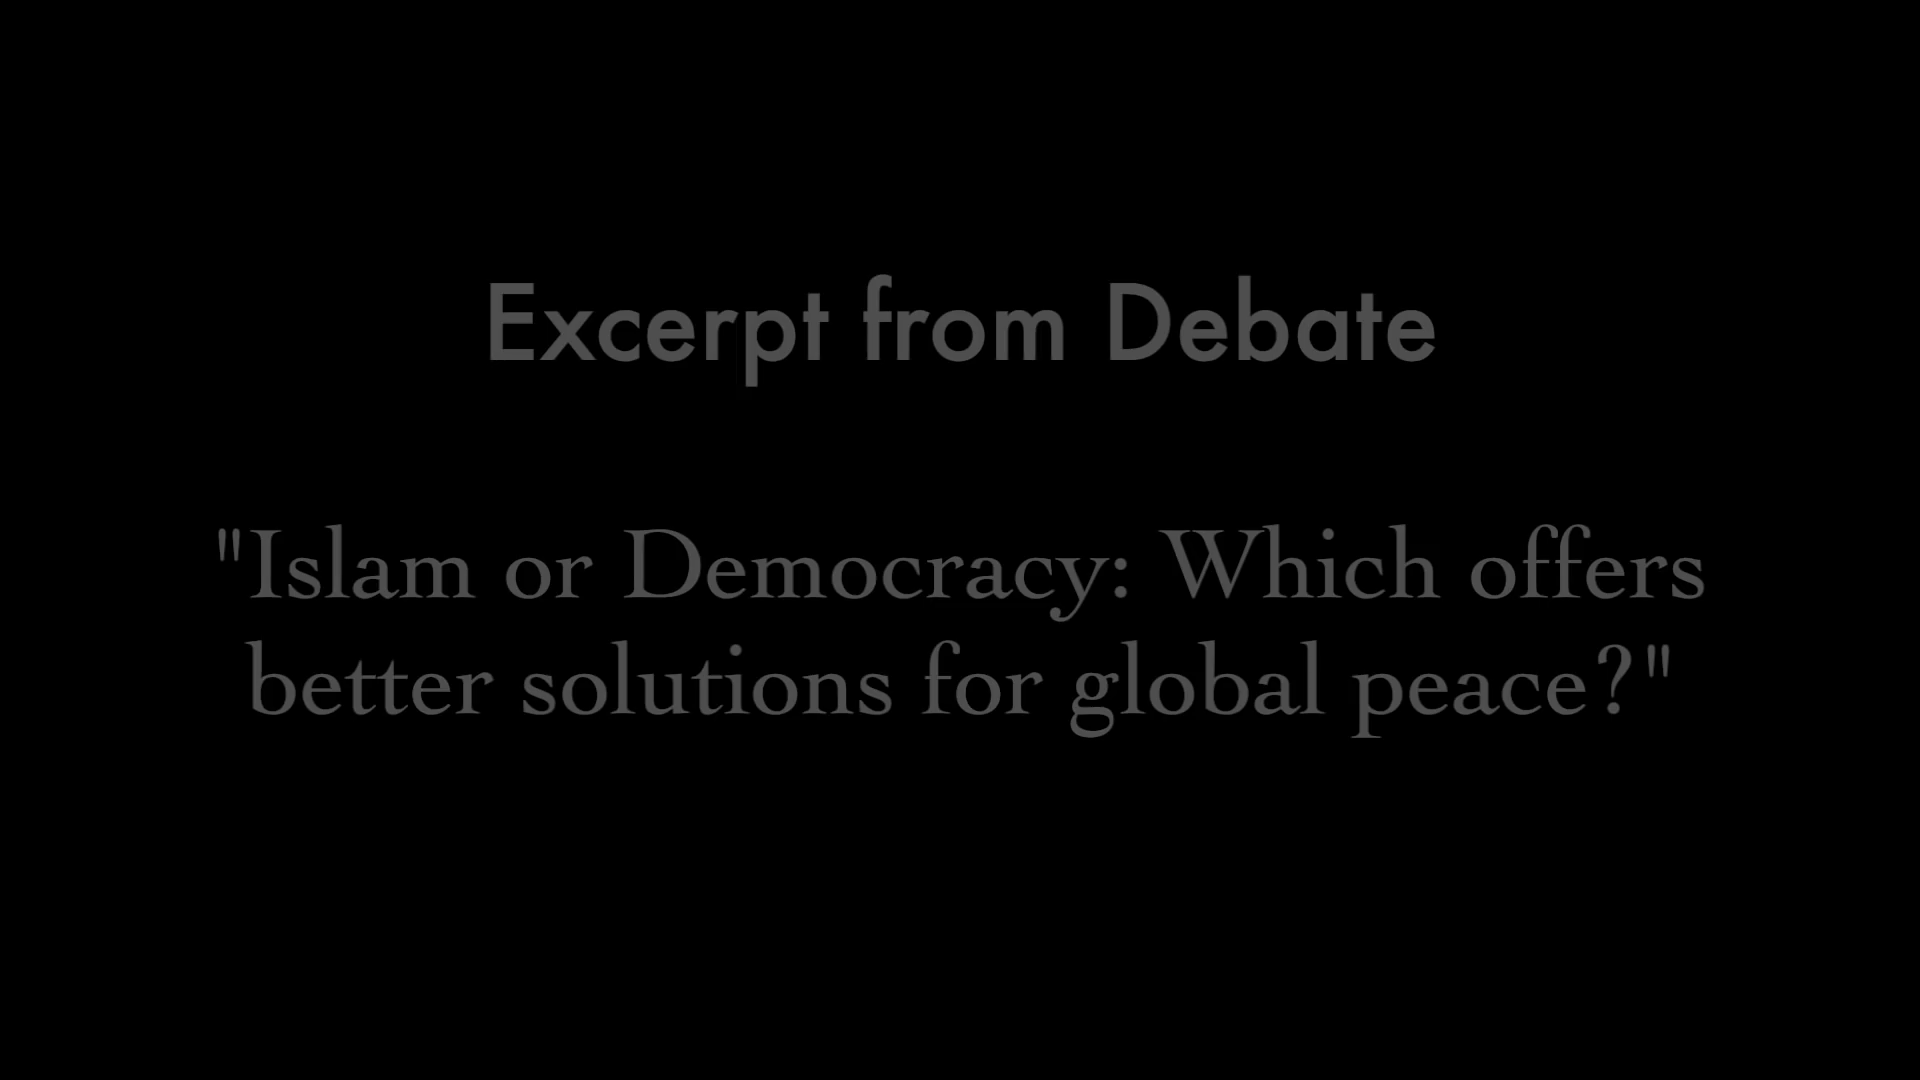 Excerpt from Debate
"Islam or Democracy: Which offers
better solutions for global peace?"